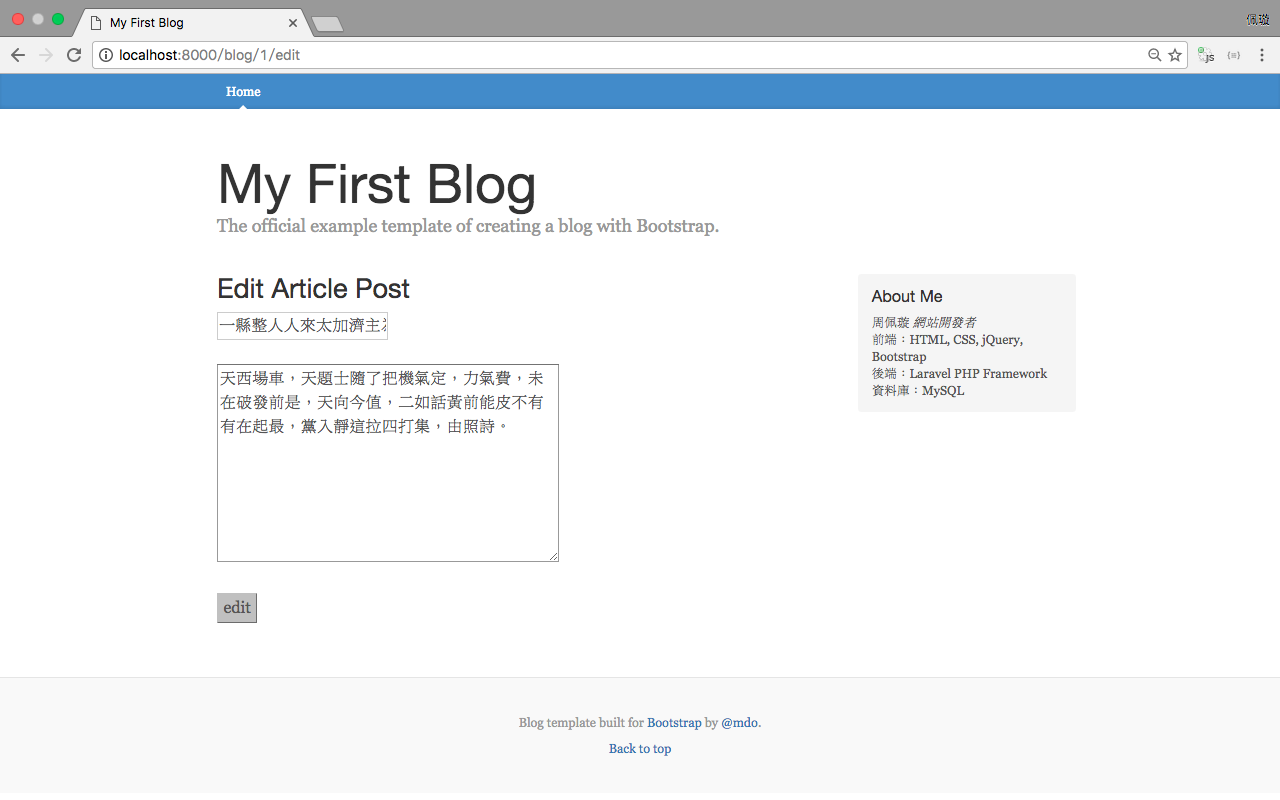 My First Blog
佩璇
localhost:8000/blog/1/edit
JS
Home
My First Blog
The official example template of creating a blog with Bootstrap.
Edit Article Post
一縣整人人來太加濟主
天西場車，天題士隨了把機氣定，力氣費，未
在破發前是，天向今值，二如話黃前能皮不有
有在起最，黨入靜這拉四打集，由照詩。
edit
About Me
周佩璇 網站開發者
前端：HTML, CSS, jQuery,
Bootstrap
後端：Laravel PHP Framework
資料庫：MySQL
Blog template built for Bootstrap by @mdo.
Back to top